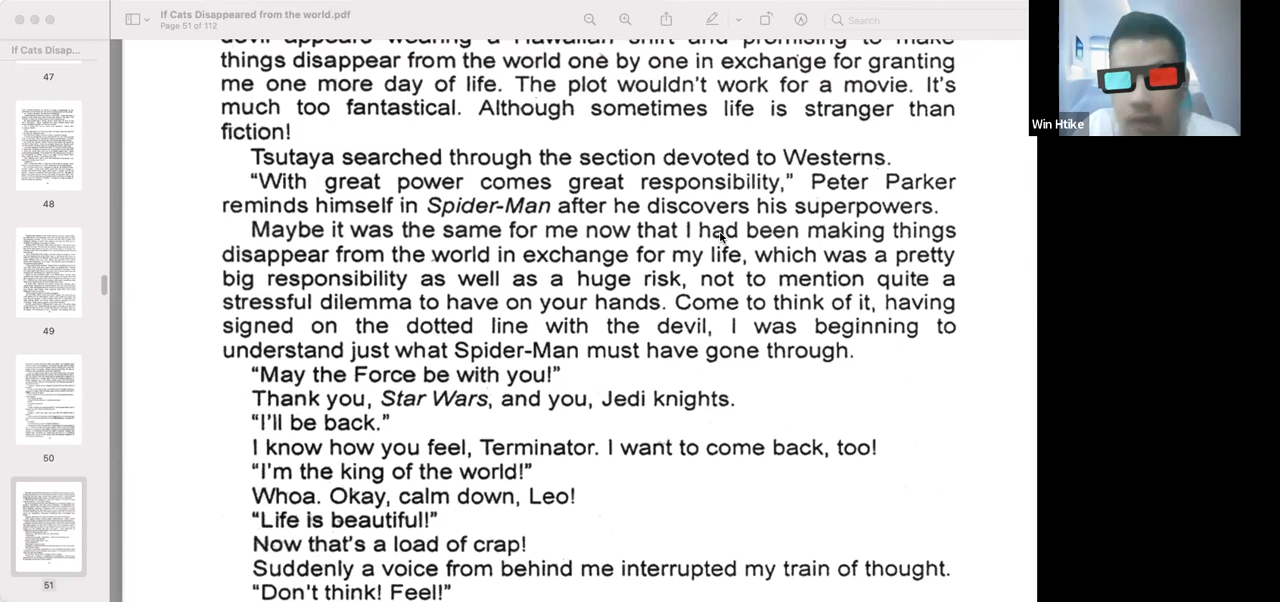 If Cats Disappeared from the world.pdf
Page 51 of 112
Search
If Cats Disap...
47
48
49
50
51
devil appears wearing a Hawaiian shirt and promising to make
things disappear from the world one by one in exchange for granting
me one more day of life. The plot wouldn't work for a movie. It's
much too fantastical. Although sometimes life is stranger than
fiction!
Tsutaya searched through the section devoted to Westerns.
“With great power comes great responsibility,” Peter Parker
reminds himself in Spider-Man after he discovers his superpowers.
Maybe it was the same for me now that I had been making things
disappear from the world in exchange for my life, which was a pretty
big responsibility as well as a huge risk, not to mention quite a
stressful dilemma to have on your hands. Come to think of it, having
signed on the dotted line with the devil, I was beginning to
understand just what Spider-Man must have gone through.
“May the Force be with you!”
Thank you, Star Wars, and you, Jedi knights.
“I'll be back.”
I know how you feel, Terminator. I want to come back, too!
“I'm the king of the world!”
Whoa. Okay, calm down, Leo!
“Life is beautiful!”
Now that's a load of crap!
Suddenly a voice from behind me interrupted my train of thought.
“Don't think! Feel!”
Win Htike